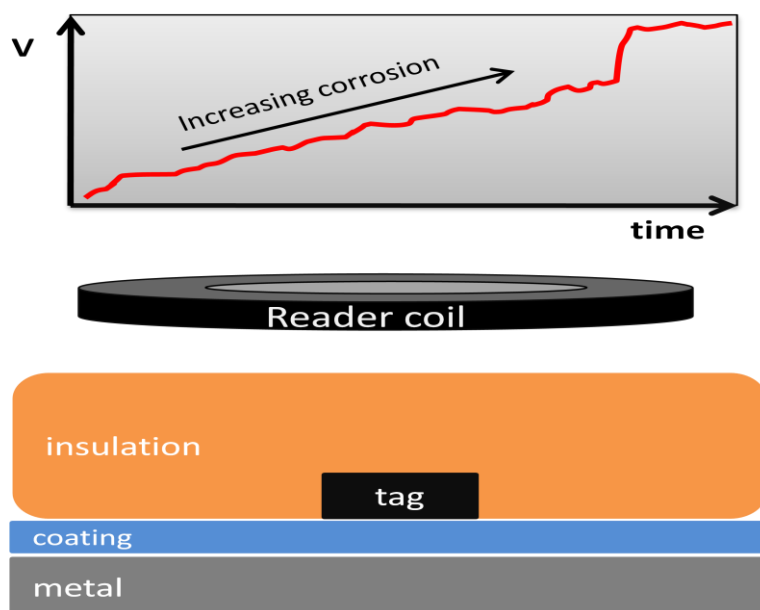 V
Increasing corrosion
time
Reader coil
insulation
tag
coating
metal